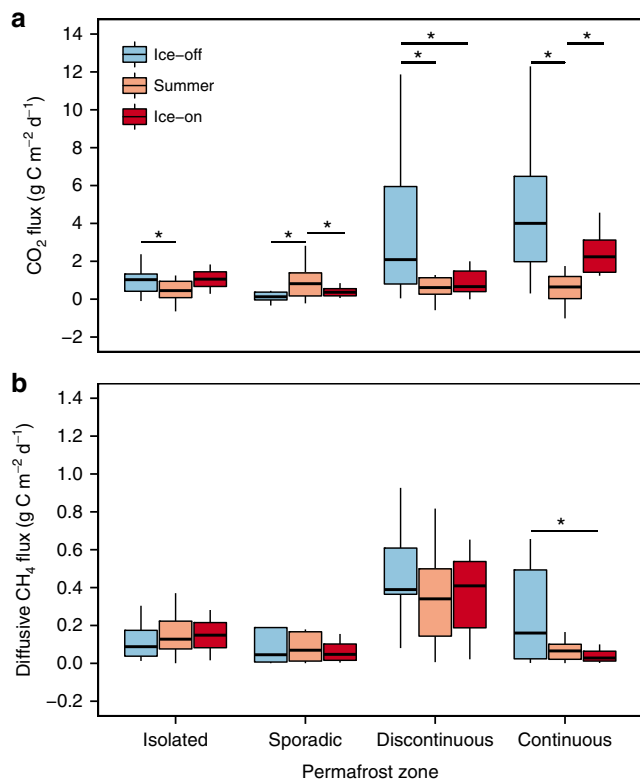 a
14
12
10
8
6
4
2
0
−2
CO₂ flux (g C m⁻² d⁻¹)
Ice−off
Summer
Ice−on
*
*
*
*
*
*
*
b
1.4
1.2
1.0
0.8
0.6
0.4
0.2
0.0
−0.2
Diffusive CH₄ flux (g C m⁻² d⁻¹)
*
Isolated Sporadic Discontinuous Continuous
Permafrost zone